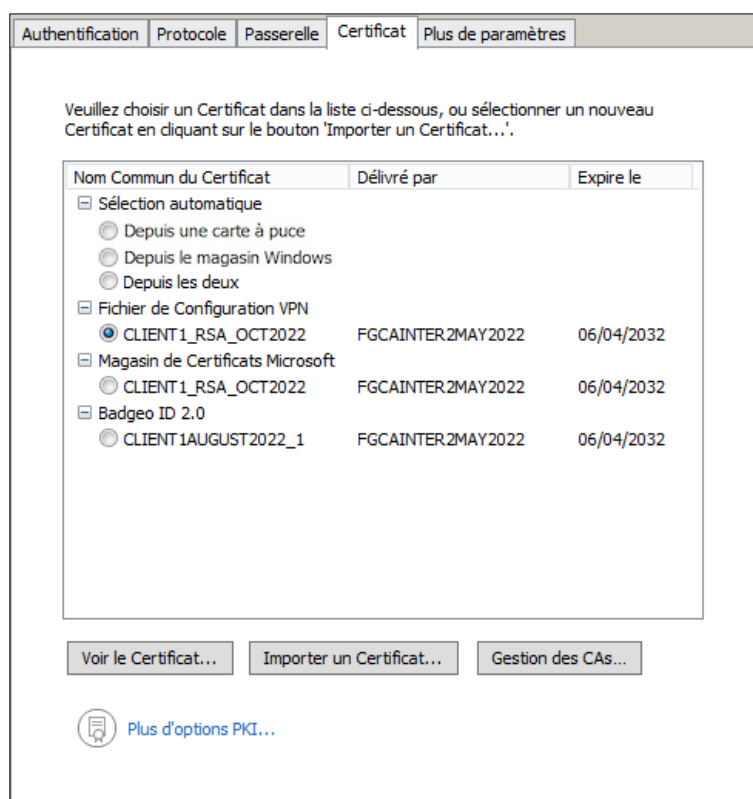 Authentification Protocole Passerelle Certificat Plus de paramètres
Veuillez choisir un Certificat dans la liste ci-dessous, ou sélectionner un nouveau
Certificat en cliquant sur le bouton 'Importer un Certificat...'.
Nom Commun du Certificat Délivré par Expire le
Sélection automatique
Depuis une carte à puce
Depuis le magasin Windows
Depuis les deux
Fichier de Configuration VPN
CLIENT1_RSA_OCT2022 FGCAINTER2MAY2022 06/04/2032
Magasin de Certificats Microsoft
CLIENT1_RSA_OCT2022 FGCAINTER2MAY2022 06/04/2032
Badgeo ID 2.0
CLIENT1AUGUST2022_1 FGCAINTER2MAY2022 06/04/2032
Voir le Certificat... Importer un Certificat... Gestion des CAs...
Plus d'options PKI...